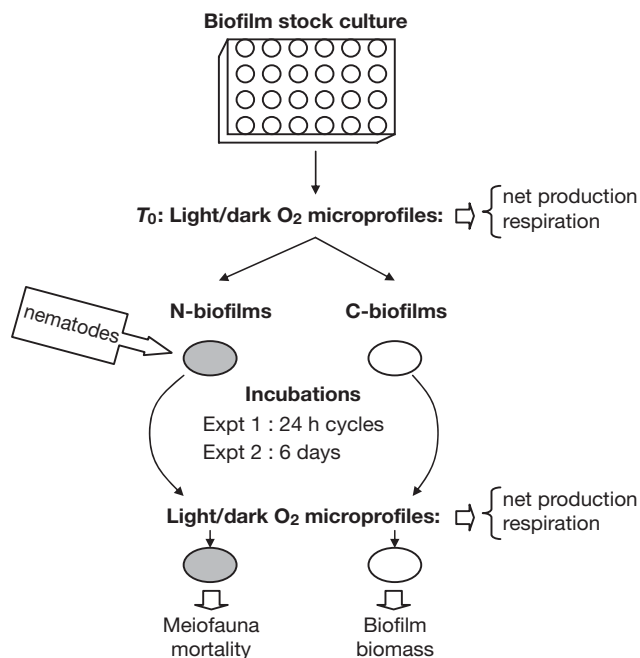 Biofilm stock culture
T0: Light/dark O2 microprofiles:
net production
respiration
N-biofilms
C-biofilms
nematodes
Incubations
Expt 1 : 24 h cycles
Expt 2 : 6 days
Light/dark O2 microprofiles:
net production
respiration
Meiofauna
mortality
Biofilm
biomass